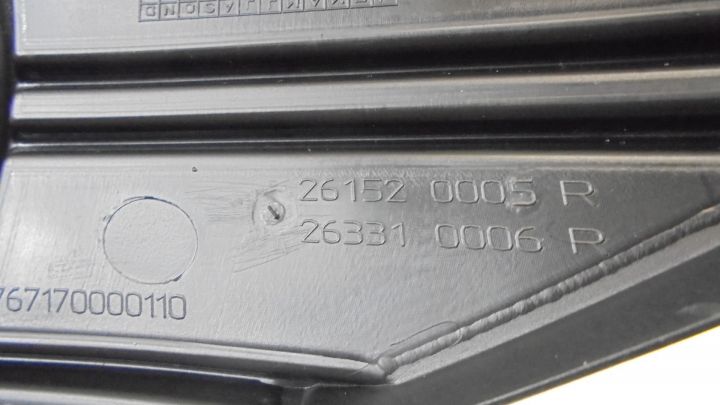 J F M A M J J A S O N D
26152 0005 R
26331 0006 R
767170000110